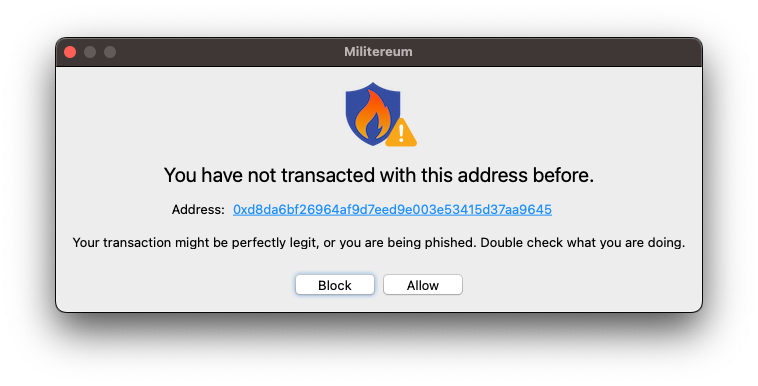 Militereum
You have not transacted with this address before.
Address: 0xd8da6bf26964af9d7eed9e003e53415d37aa9645
Your transaction might be perfectly legit, or you are being phished. Double check what you are doing.
Block Allow